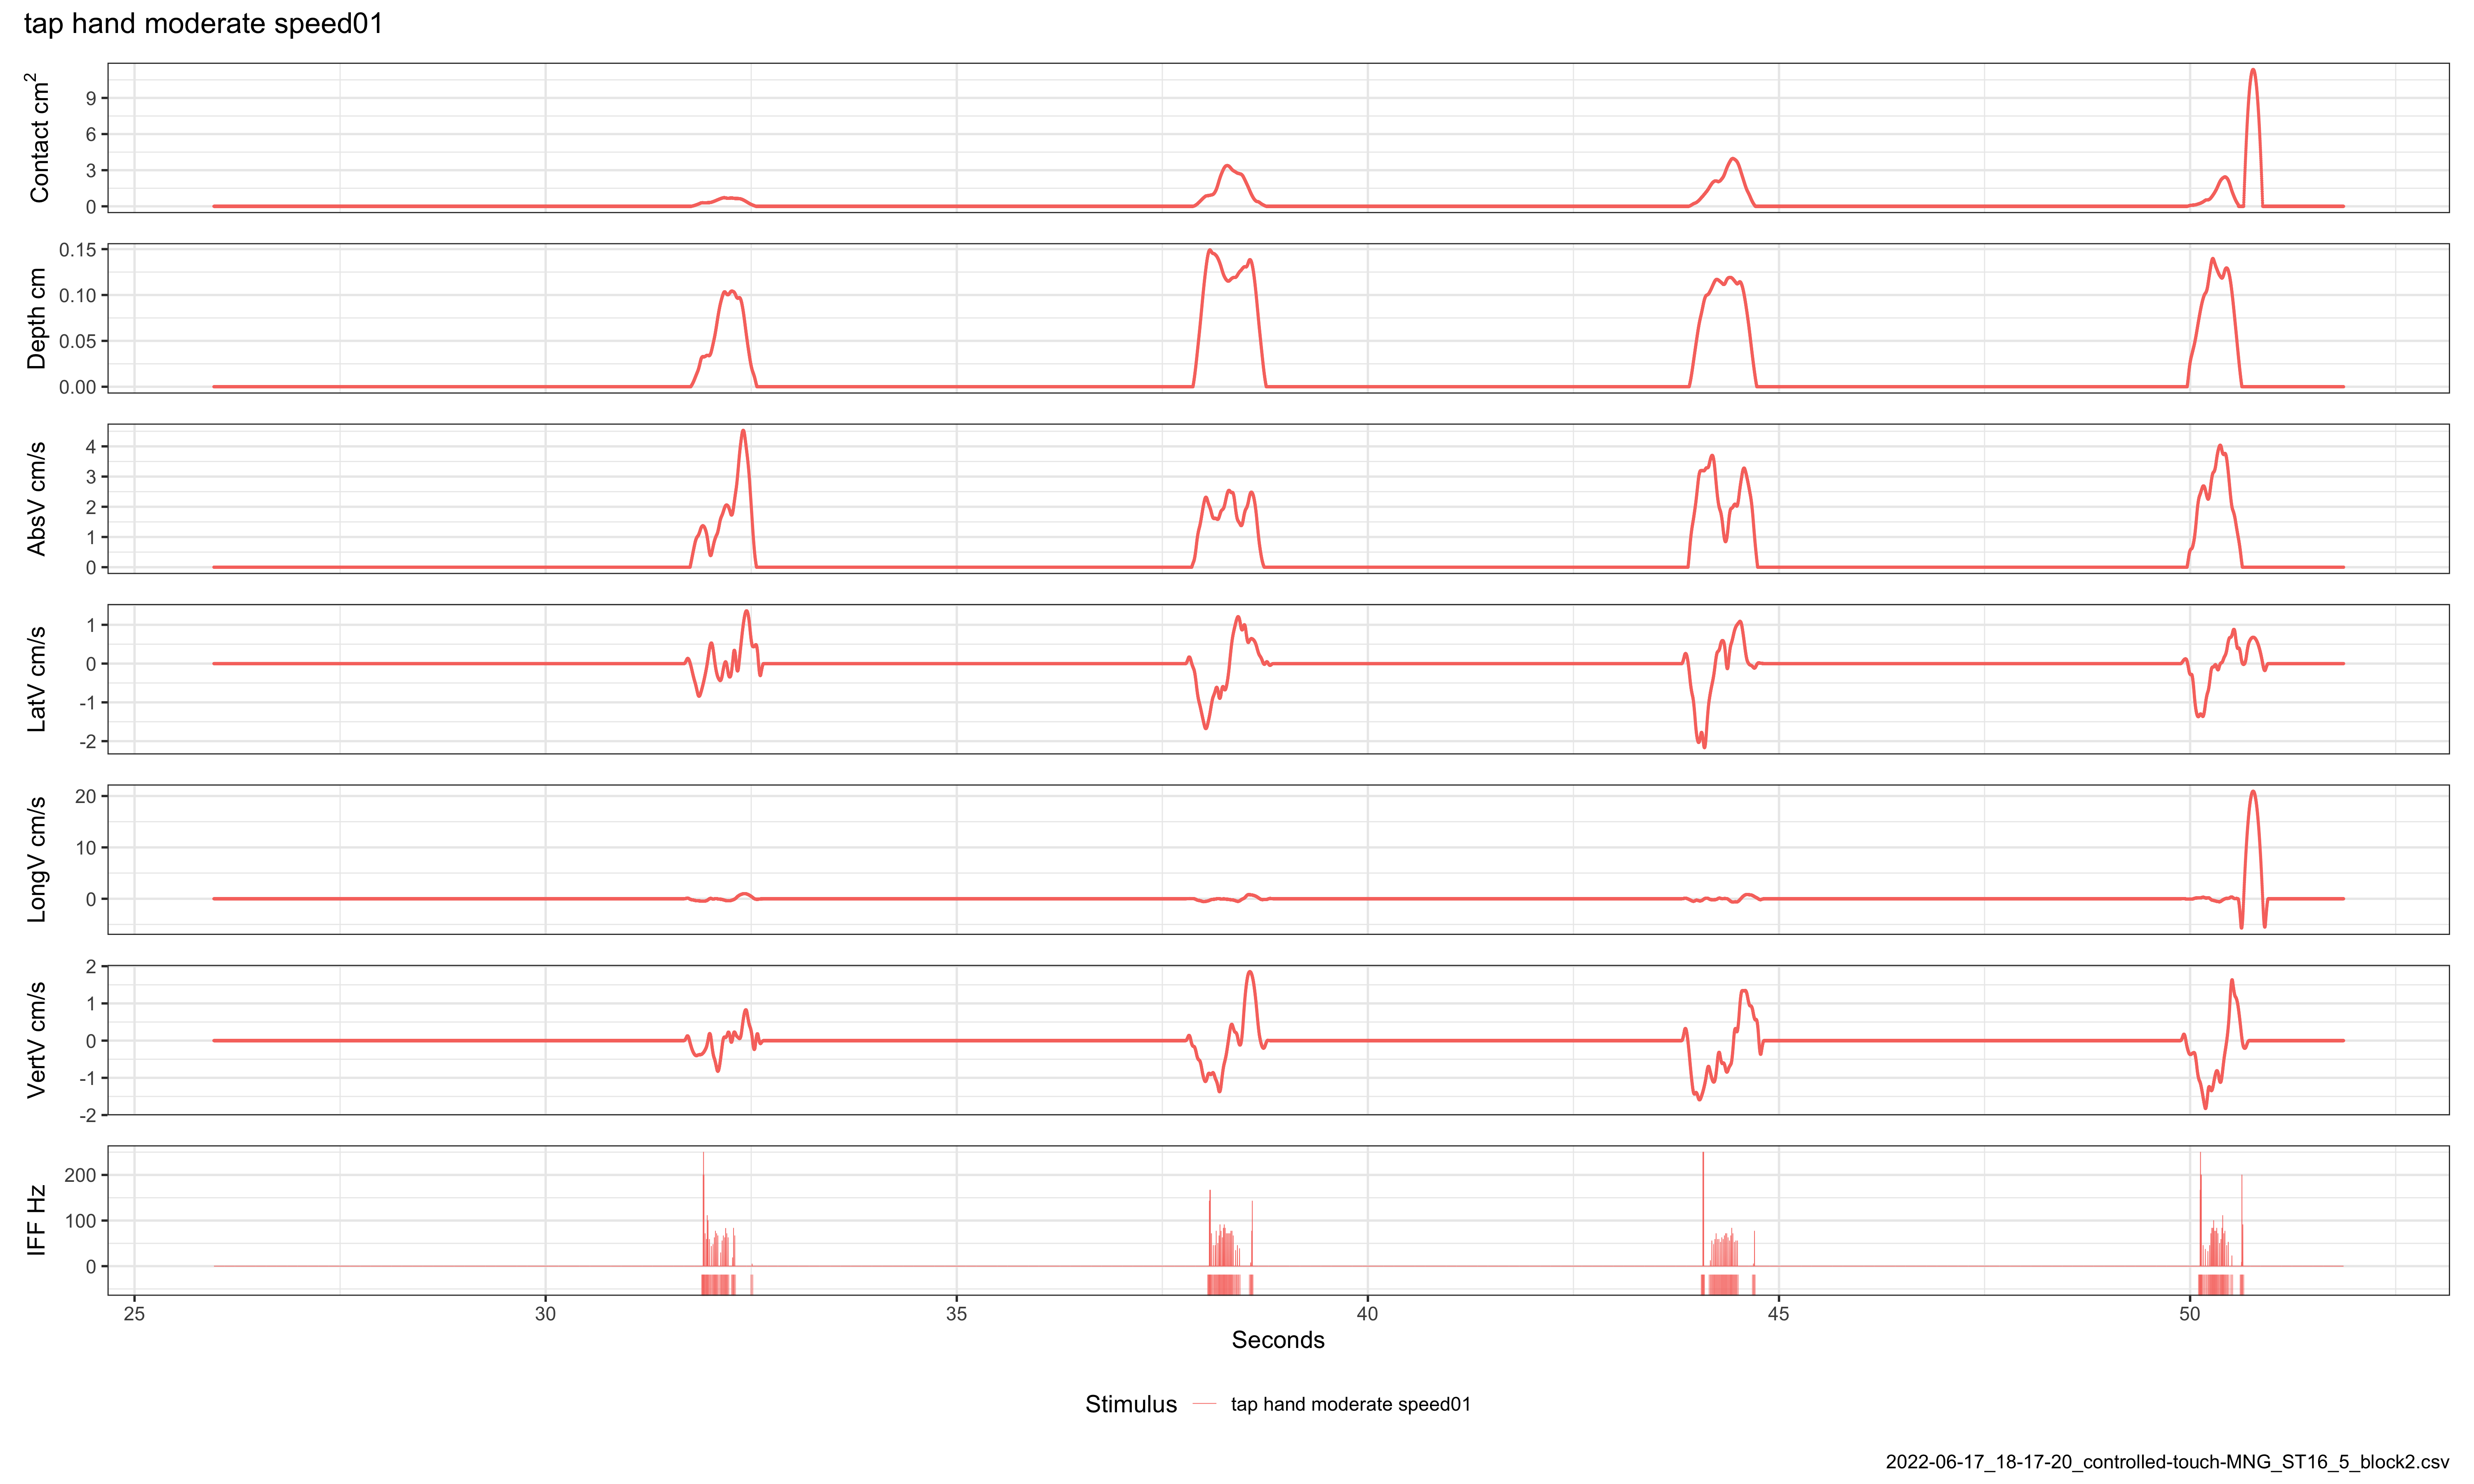 tap hand moderate speed01
Contact cm²
9
6
3
0
Depth cm
0.15
0.10
0.05
0.00
AbsV cm/s
4
3
2
1
0
LatV cm/s
1
0
-1
-2
LongV cm/s
20
10
0
VertV cm/s
2
1
0
-1
-2
IFF Hz
200
100
0
25 30 35 40 45 50
Seconds
Stimulus tap hand moderate speed01
2022-06-17_18-17-20_controlled-touch-MNG_ST16_5_block2.csv